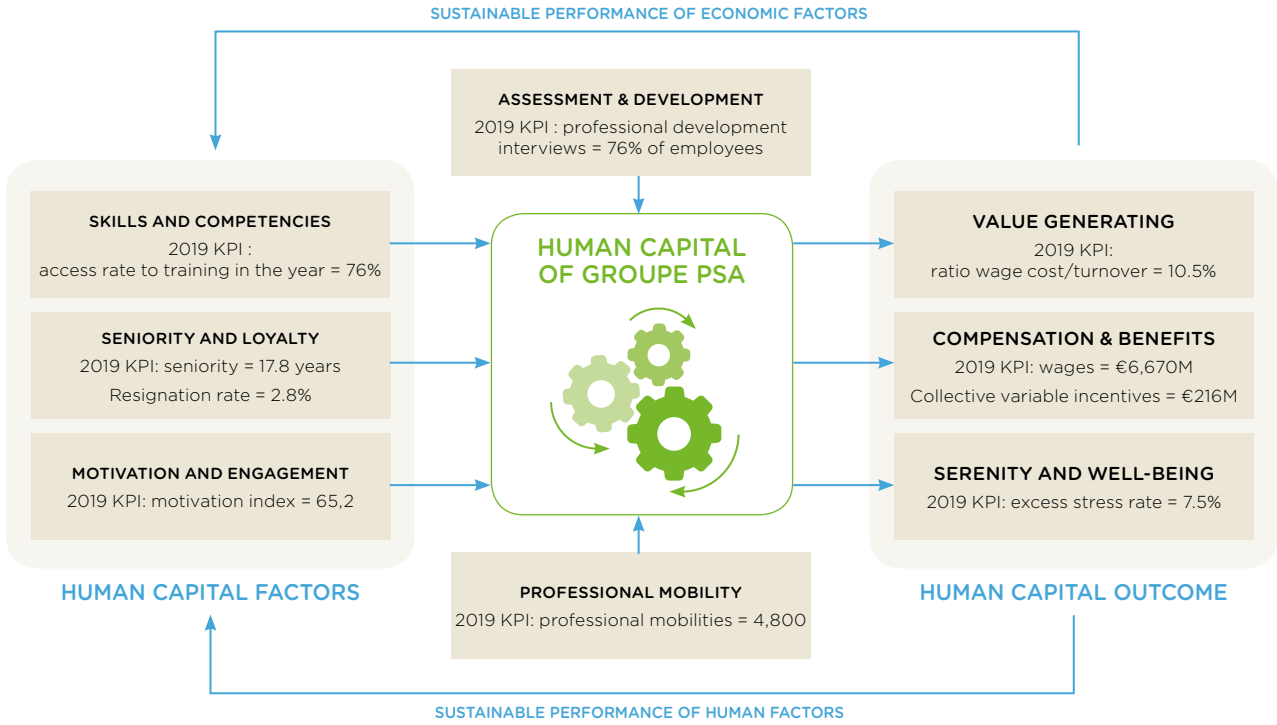 SUSTAINABLE PERFORMANCE OF ECONOMIC FACTORS
ASSESSMENT & DEVELOPMENT
2019 KPI : professional development
interviews = 76% of employees
SKILLS AND COMPETENCIES
2019 KPI :
access rate to training in the year = 76%
SENIORITY AND LOYALTY
2019 KPI: seniority = 17.8 years
Resignation rate = 2.8%
MOTIVATION AND ENGAGEMENT
2019 KPI: motivation index = 65,2
HUMAN CAPITAL FACTORS
HUMAN CAPITAL
OF GROUPE PSA
PROFESSIONAL MOBILITY
2019 KPI: professional mobilities = 4,800
VALUE GENERATING
2019 KPI:
ratio wage cost/turnover = 10.5%
COMPENSATION & BENEFITS
2019 KPI: wages = €6,670M
Collective variable incentives = €216M
SERENITY AND WELL-BEING
2019 KPI: excess stress rate = 7.5%
HUMAN CAPITAL OUTCOME
SUSTAINABLE PERFORMANCE OF HUMAN FACTORS